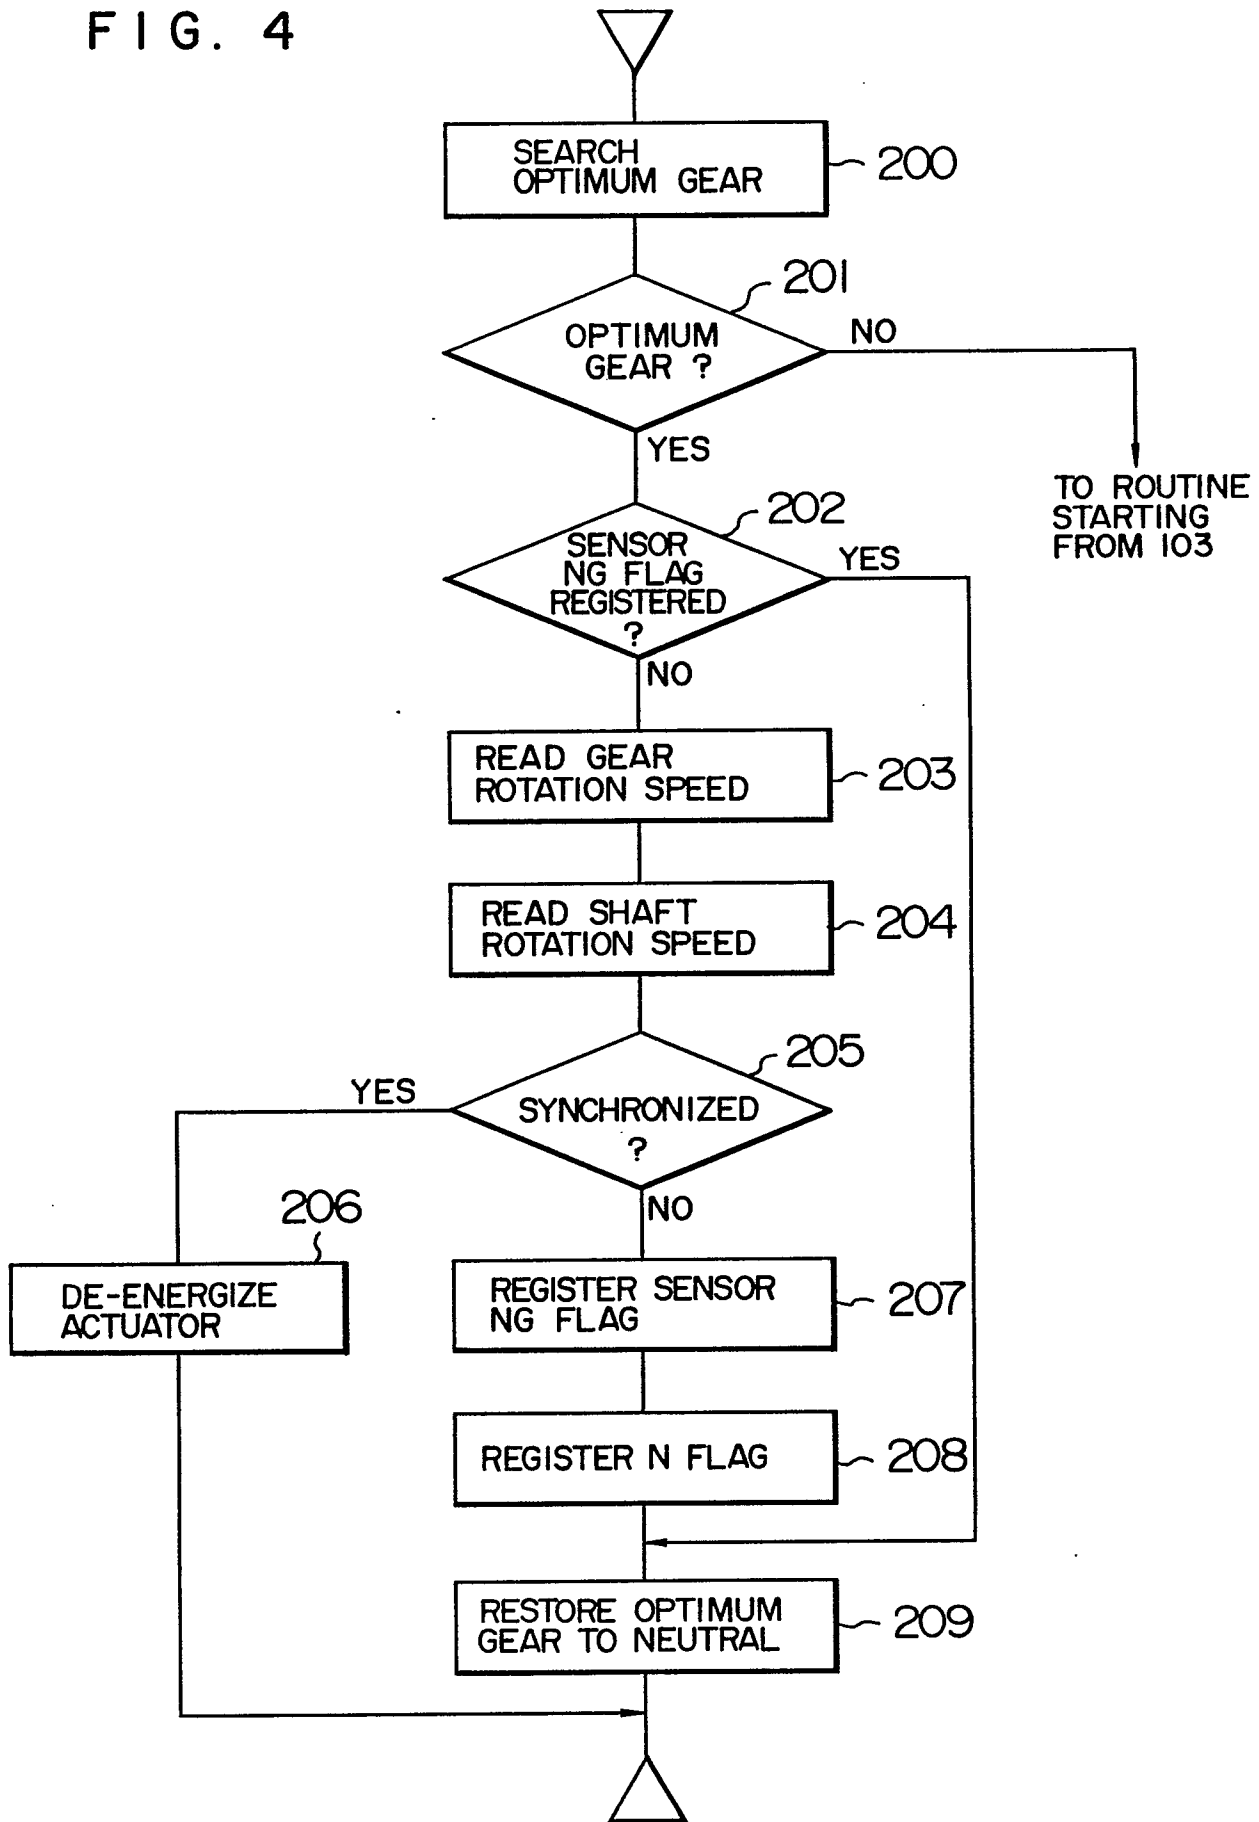 FIG. 4
SEARCH
OPTIMUM GEAR
200
201
OPTIMUM
GEAR ?
NO
YES
TO ROUTINE
STARTING
FROM 103
202
SENSOR
NG FLAG
REGISTERED
?
YES
NO
READ GEAR
ROTATION SPEED
203
READ SHAFT
ROTATION SPEED
204
205
SYNCHRONIZED
?
YES
NO
206
DE-ENERGIZE
ACTUATOR
REGISTER SENSOR
NG FLAG
207
REGISTER N FLAG
208
RESTORE OPTIMUM
GEAR TO NEUTRAL
209